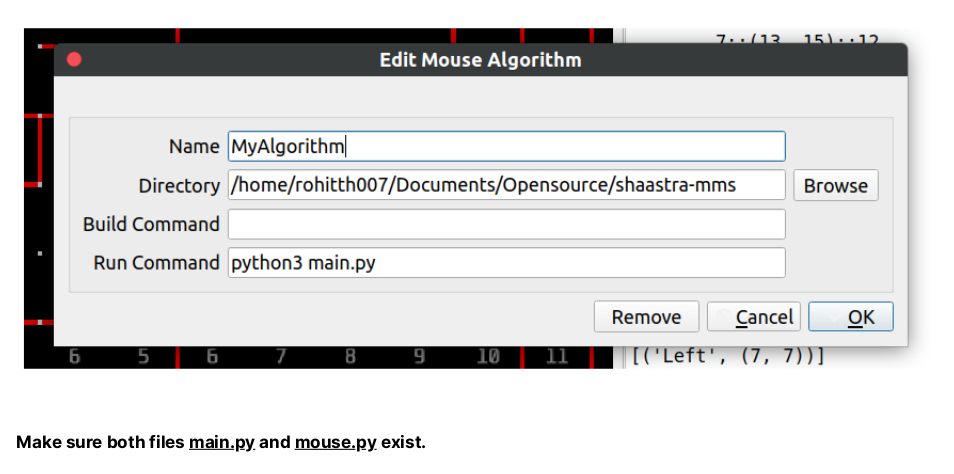 7::(13, 15)::12
Edit Mouse Algorithm
Name MyAlgorithm
Directory /home/rohitth007/Documents/Opensource/shaastra-mms Browse
Build Command
Run Command python3 main.py
Remove Cancel OK
6 5 6 7 8 9 10 11 [('Left', (7, 7))]
Make sure both files main.py and mouse.py exist.